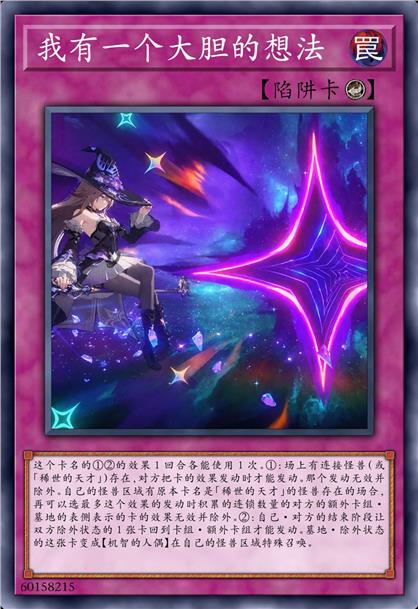 我有一个大胆的想法
罠
【陷阱卡】
这个卡名的①②的效果1回合各能使用1次。①:场上有连接怪兽(或
「稀世的天才」)存在,对方把卡的效果发动时才能发动。那个发动无效并
除外。自己的怪兽区域有原本卡名是「稀世的天才」的怪兽存在的场合,
再可以选最多这个效果的发动时积累的连锁数量的对方的额外卡组・
墓地的表侧表示的卡的效果无效并除外。②:自己・对方的结束阶段让
双方除外状态的1张卡回到卡组・额外卡组才能发动。墓地・除外状态
的这张卡变成【机智的人偶】在自己的怪兽区域特殊召唤。
60158215